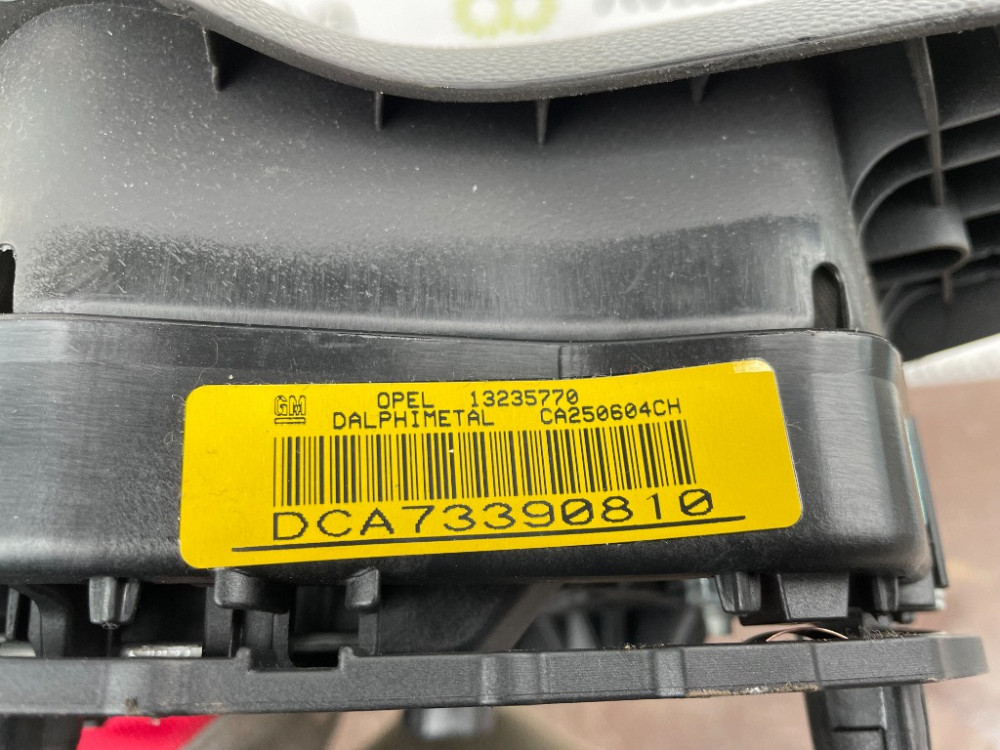 GM OPEL 13235770
DALPHIMETAL CA250604CH
DCA73390810